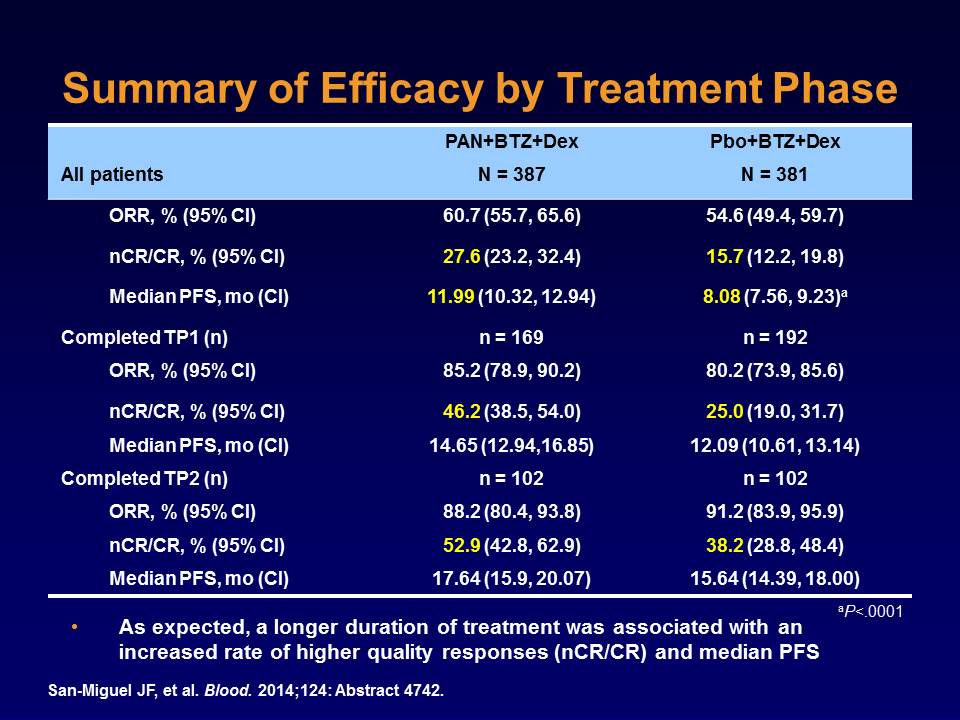 Summary of Efficacy by Treatment Phase
PAN+BTZ+Dex Pbo+BTZ+Dex
All patients N = 387 N = 381
ORR, % (95% CI) 60.7 (55.7, 65.6) 54.6 (49.4, 59.7)
nCR/CR, % (95% CI) 27.6 (23.2, 32.4) 15.7 (12.2, 19.8)
Median PFS, mo (CI) 11.99 (10.32, 12.94) 8.08 (7.56, 9.23)ª
Completed TP1 (n) n = 169 n = 192
ORR, % (95% CI) 85.2 (78.9, 90.2) 80.2 (73.9, 85.6)
nCR/CR, % (95% CI) 46.2 (38.5, 54.0) 25.0 (19.0, 31.7)
Median PFS, mo (CI) 14.65 (12.94,16.85) 12.09 (10.61, 13.14)
Completed TP2 (n) n = 102 n = 102
ORR, % (95% CI) 88.2 (80.4, 93.8) 91.2 (83.9, 95.9)
nCR/CR, % (95% CI) 52.9 (42.8, 62.9) 38.2 (28.8, 48.4)
Median PFS, mo (CI) 17.64 (15.9, 20.07) 15.64 (14.39, 18.00)
ªP<.0001
• As expected, a longer duration of treatment was associated with an
increased rate of higher quality responses (nCR/CR) and median PFS
San-Miguel JF, et al. Blood. 2014;124: Abstract 4742.